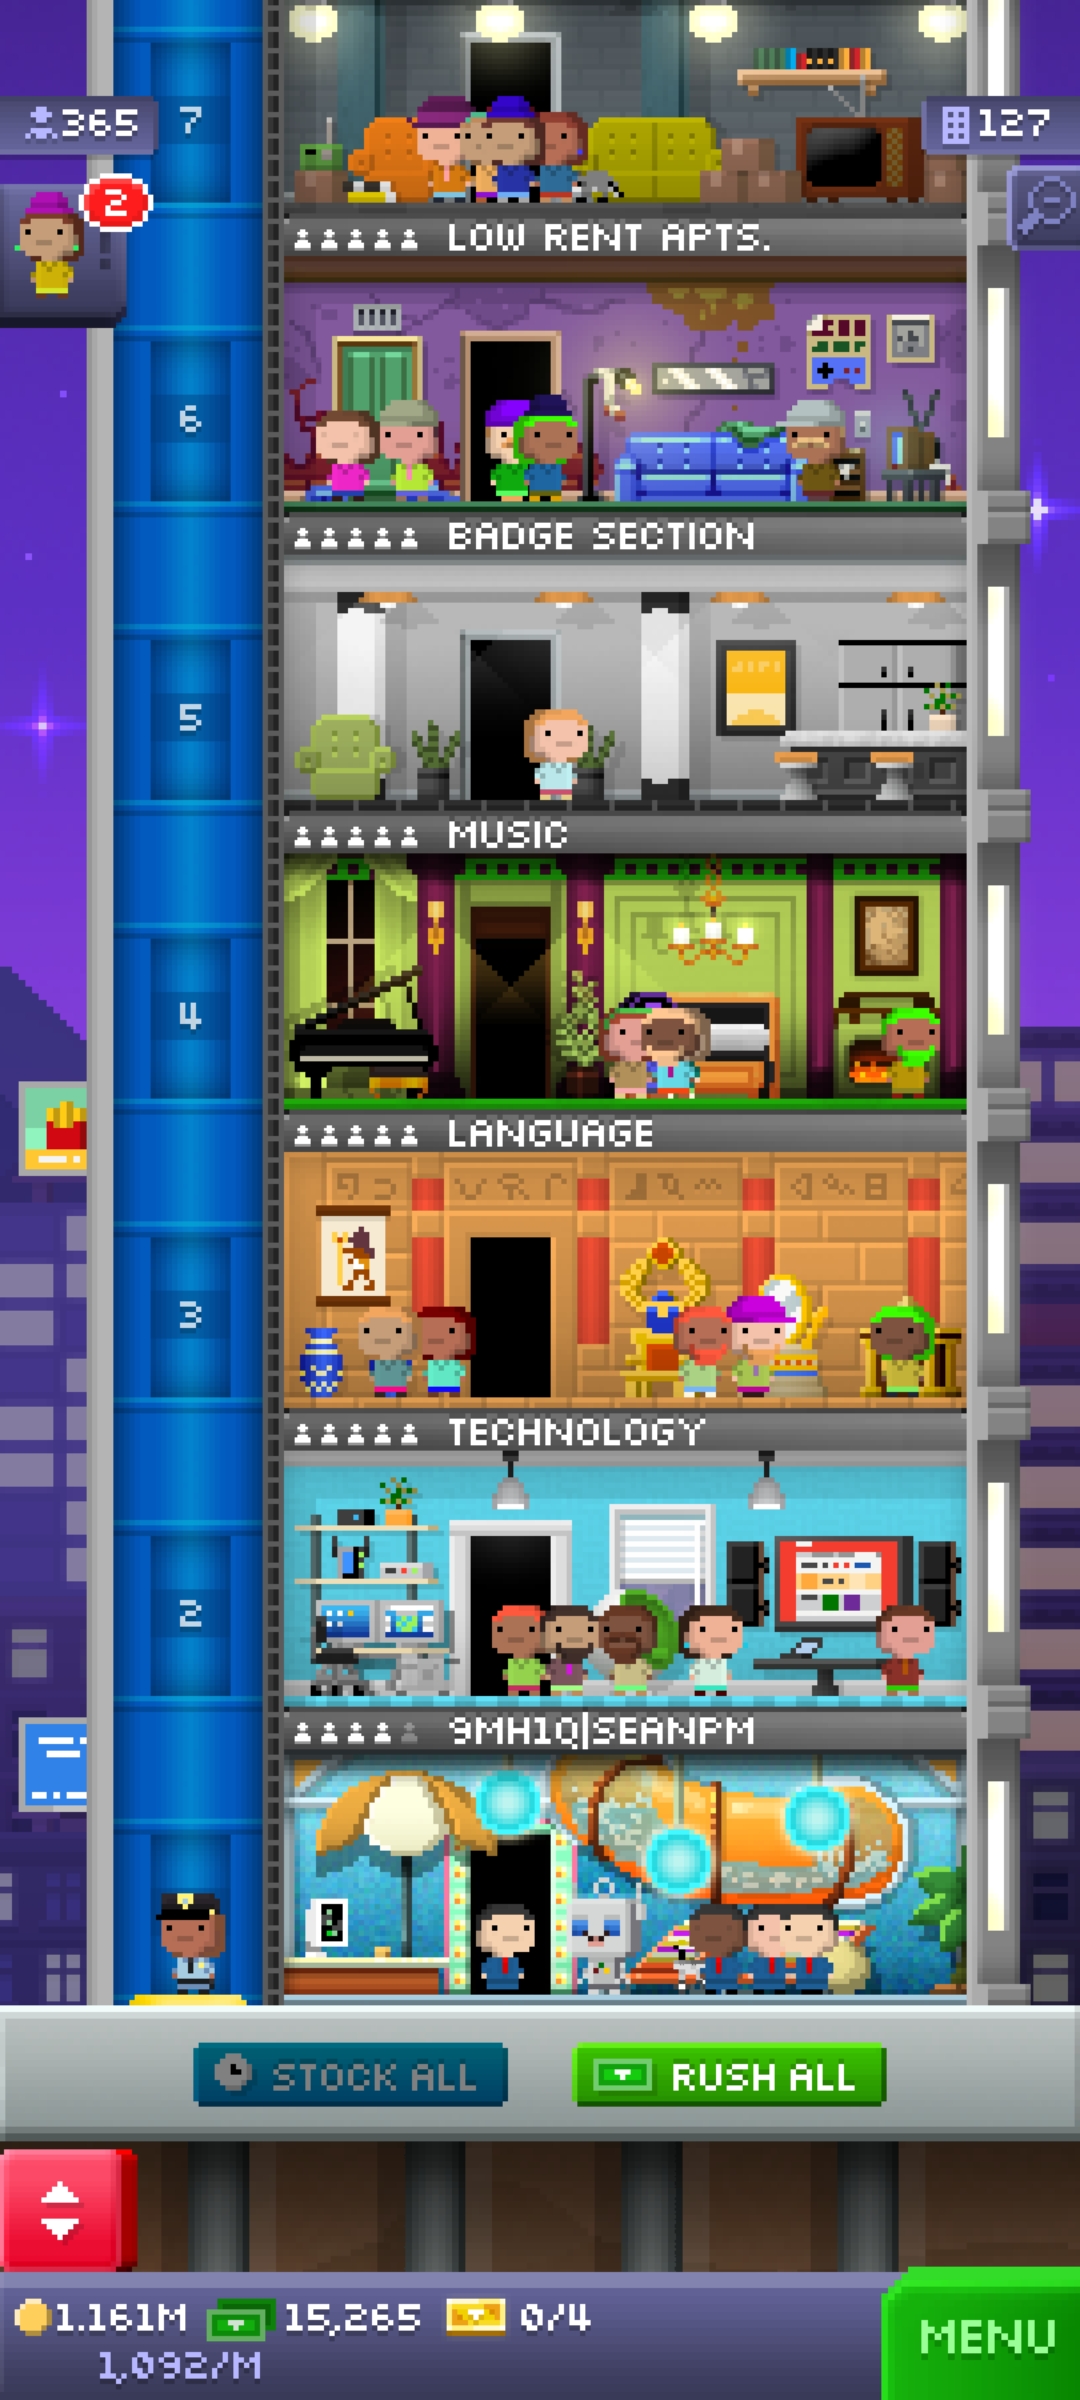 365
7
127
2
LOW RENT APTS.
6
BADGE SECTION
5
MUSIC
4
LANGUAGE
3
TECHNOLOGY
2
9MH1Q|SEANPM
STOCK ALL
RUSH ALL
1.161M
15,265
0/4
1,092/M
MENU